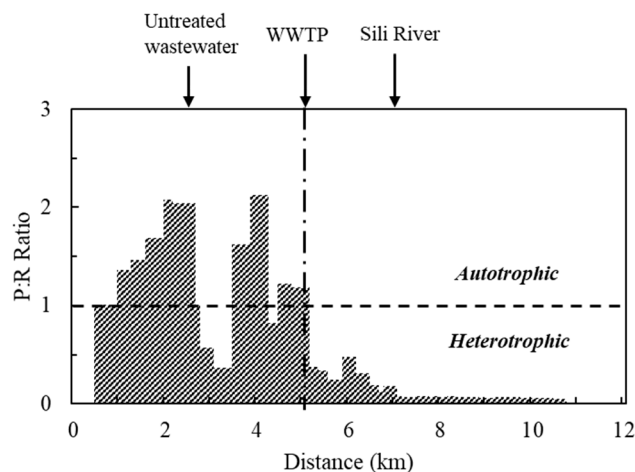 Untreated
wastewater
WWTP
Sili River
3
2
1
0
P:R Ratio
Autotrophic
Heterotrophic
0 2 4 6 8 10 12
Distance (km)